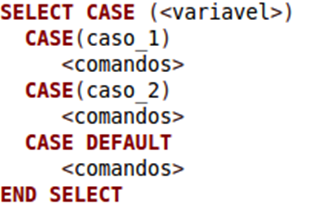 SELECT CASE (<variavel>)
CASE(caso_1)
<comandos>
CASE(caso_2)
<comandos>
CASE DEFAULT
<comandos>
END SELECT